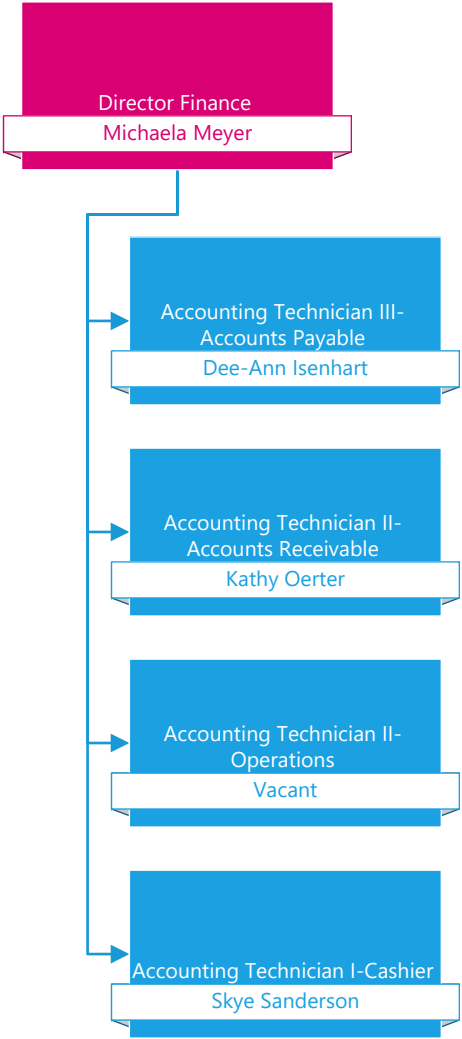 Director Finance
Michaela Meyer
Accounting Technician III-
Accounts Payable
Dee-Ann Isenhart
Accounting Technician II-
Accounts Receivable
Kathy Oerter
Accounting Technician II-
Operations
Vacant
Accounting Technician I-Cashier
Skye Sanderson